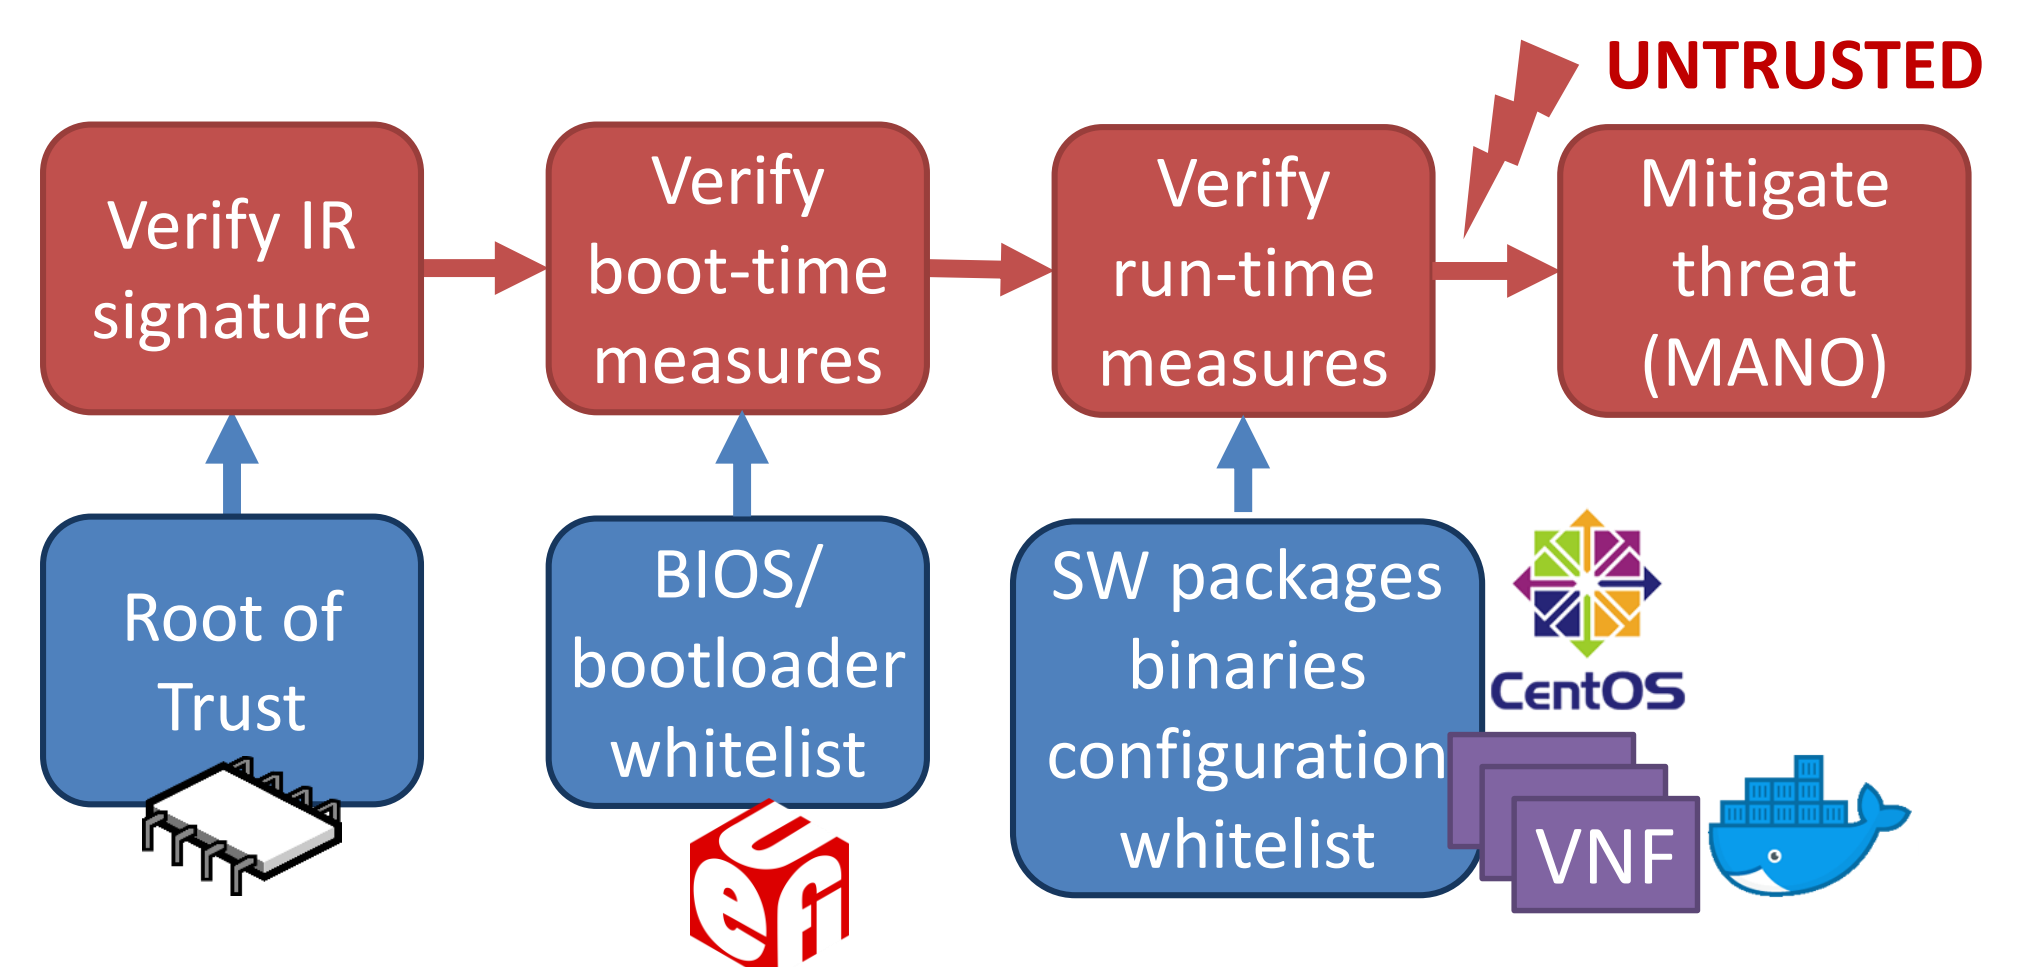 UNTRUSTED
Verify IR
signature
Verify
boot-time
measures
Verify
run-time
measures
Mitigate
threat
(MANO)
Root of
Trust
BIOS/
bootloader
whitelist
SW packages
binaries
configuration
whitelist
CentOS
VNF
UEFI